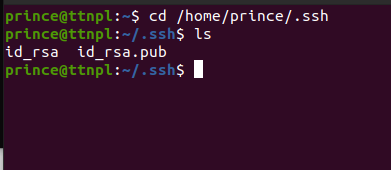 prince@ttnpl:~$ cd /home/prince/.ssh
prince@ttnpl:~/.ssh$ ls
id_rsa  id_rsa.pub
prince@ttnpl:~/.ssh$